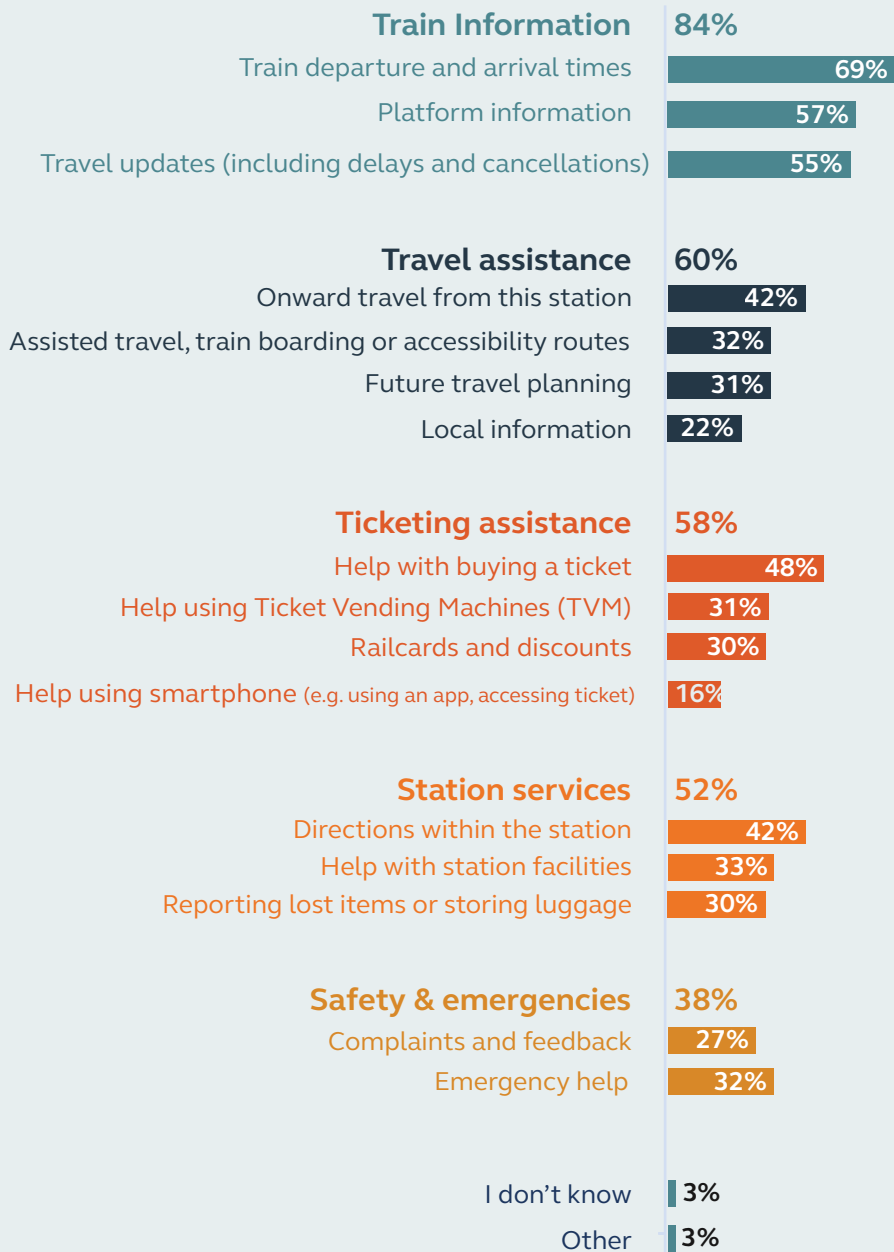 Train Information 84%
Train departure and arrival times 69%
Platform information 57%
Travel updates (including delays and cancellations) 55%
Travel assistance 60%
Onward travel from this station 42%
Assisted travel, train boarding or accessibility routes 32%
Future travel planning 31%
Local information 22%
Ticketing assistance 58%
Help with buying a ticket 48%
Help using Ticket Vending Machines (TVM) 31%
Railcards and discounts 30%
Help using smartphone (e.g. using an app, accessing ticket) 16%
Station services 52%
Directions within the station 42%
Help with station facilities 33%
Reporting lost items or storing luggage 30%
Safety & emergencies 38%
Complaints and feedback 27%
Emergency help 32%
I don't know 3%
Other 3%